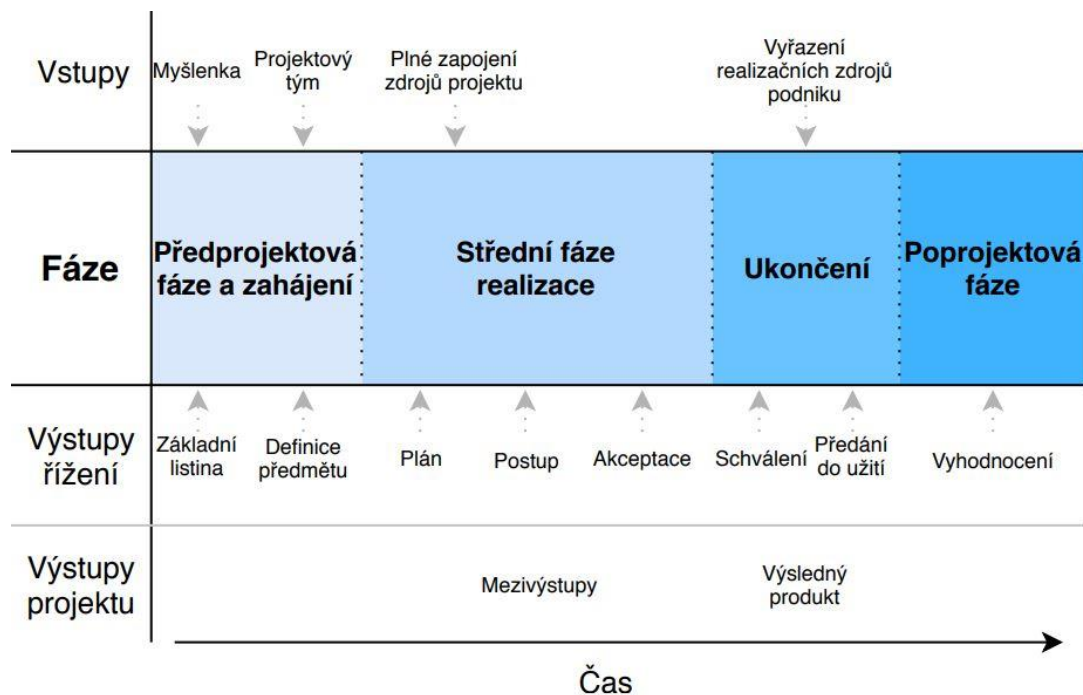 Vstupy
Myšlenka
Projektový
tým
Plné zapojení
zdrojů projektu
Vyřazení
realizačních zdrojů
podniku
Fáze
Předprojektová
fáze a zahájení
Střední fáze
realizace
Ukončení
Poprojektová
fáze
Výstupy
řížení
Základní
listina
Definice
předmětu
Plán
Postup
Akceptace
Schválení
Předání
do užití
Vyhodnocení
Výstupy
projektu
Mezivýstupy
Výsledný
produkt
Čas